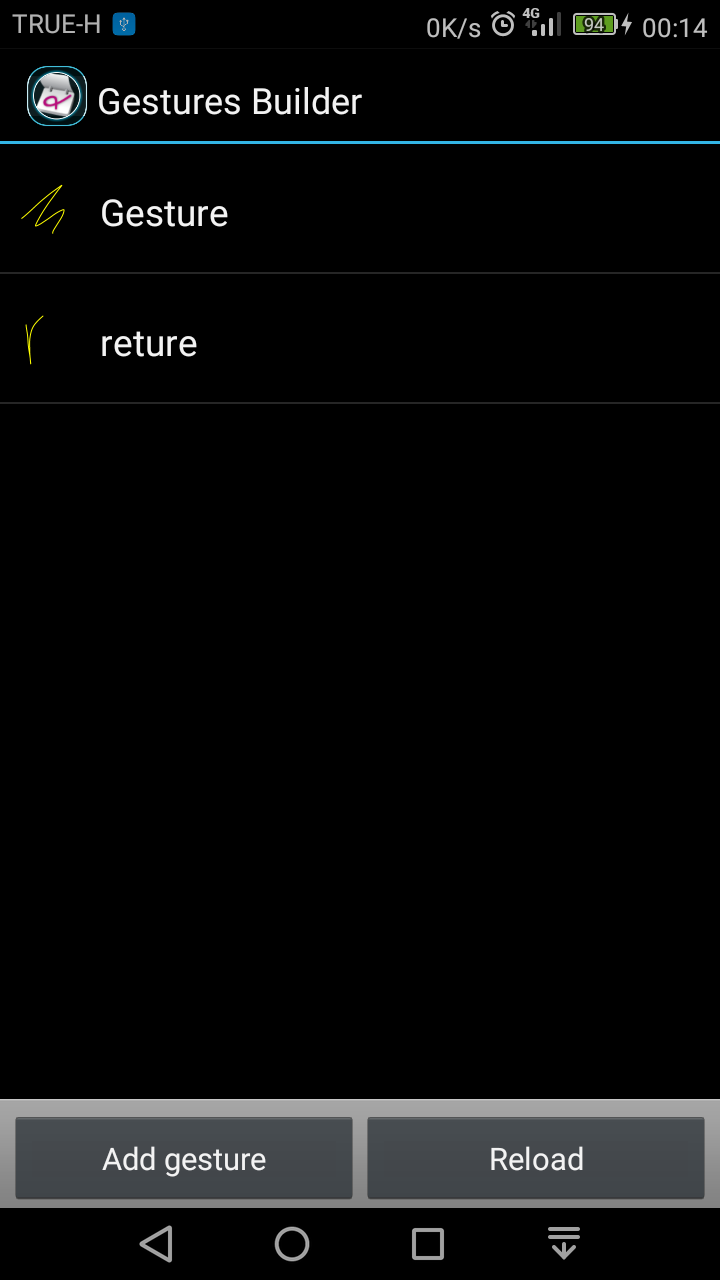 TRUE-H 0K/s 4G 94 00:14
Gestures Builder
Gesture
reture
Add gesture Reload